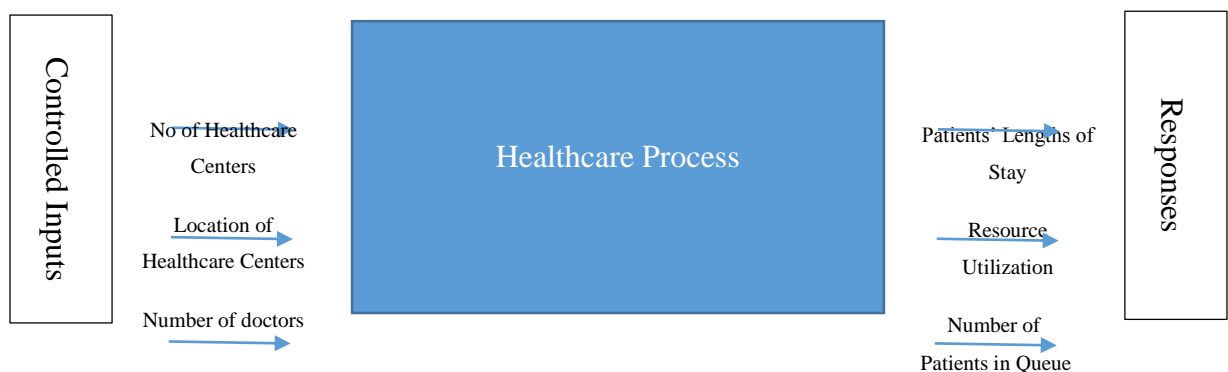 Controlled Inputs
No of Healthcare
Centers
Location of
Healthcare Centers
Number of doctors
Healthcare Process
Patients’ Lengths of
Stay
Resource
Utilization
Number of
Patients in Queue
Responses